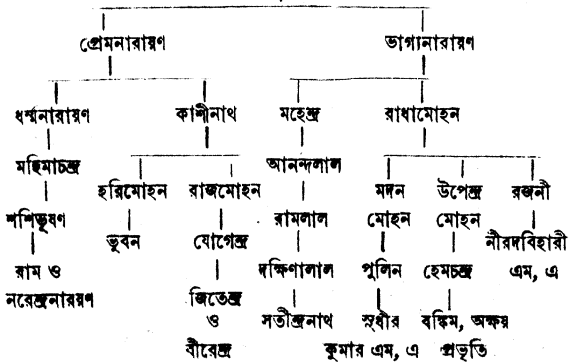 প্রেমনারায়ণ ভাগ্যনারায়ণ
ধর্ম্মনারায়ণ কাশীনাথ মহেন্দ্র রাধামোহন
মহিমাচন্দ্র আনন্দলাল
হরিমোহন রাজমোহন মদন উপেন্দ্র রজনী
শশিভূষণ রামলাল মোহন মোহন
ভুবন যোগেন্দ্র নীরদবিহারী
রাম ও দক্ষিণালাল পুলিন হেমচন্দ্র এম, এ
নরেন্দ্রনারায়ণ জিতেন্দ্র
ও সতীন্দ্রনাথ সুধীর বঙ্কিম, অক্ষয়
বীরেন্দ্র কুমার এম, এ প্রভৃতি